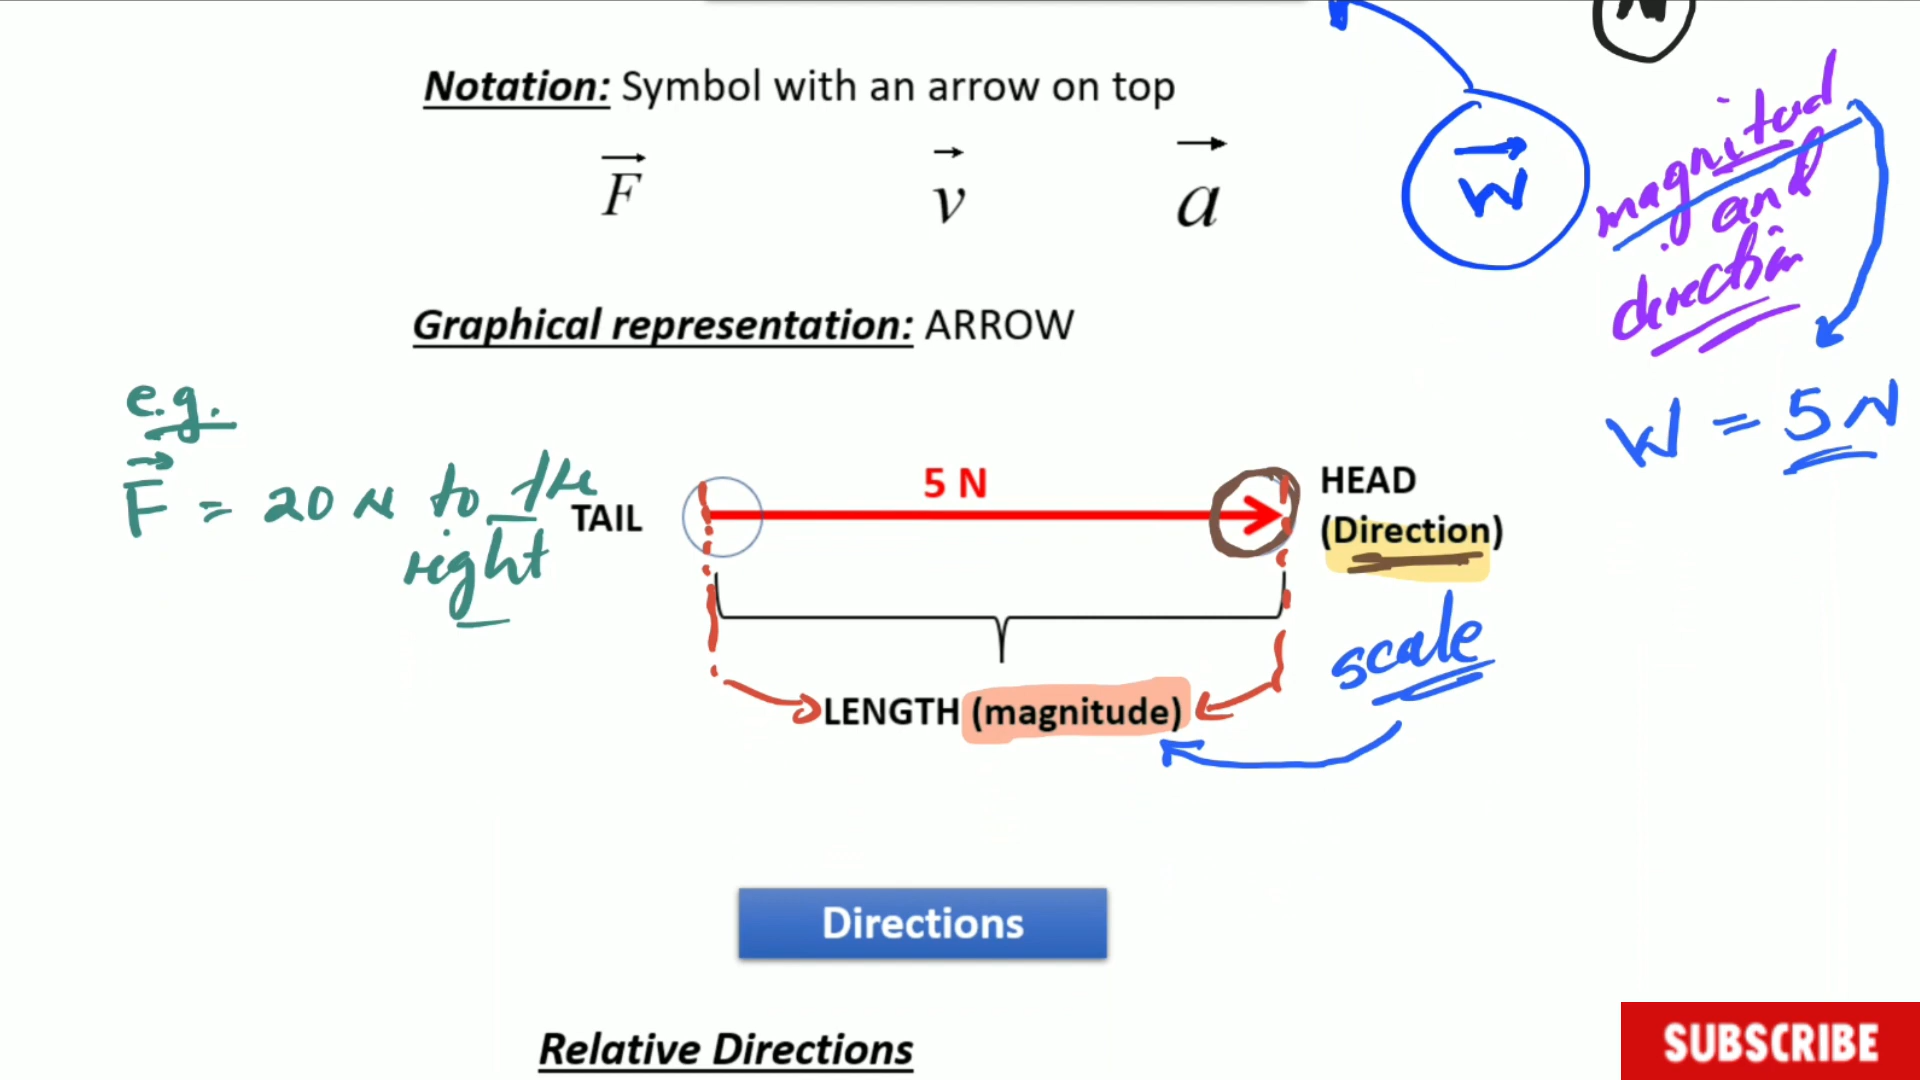 N
Notation: Symbol with an arrow on top
F v a
W
magnitud
and
direction
Graphical representation: ARROW
e.g.
F = 20 N to the
right
TAIL
5 N
HEAD
(Direction)
W = 5 N
scale
LENGTH (magnitude)
Directions
Relative Directions
SUBSCRIBE